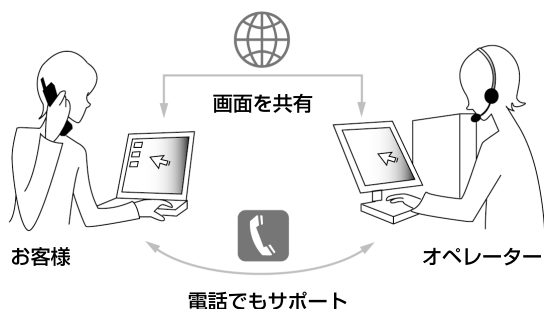 画面を共有
お客様
オペレーター
電話でもサポート